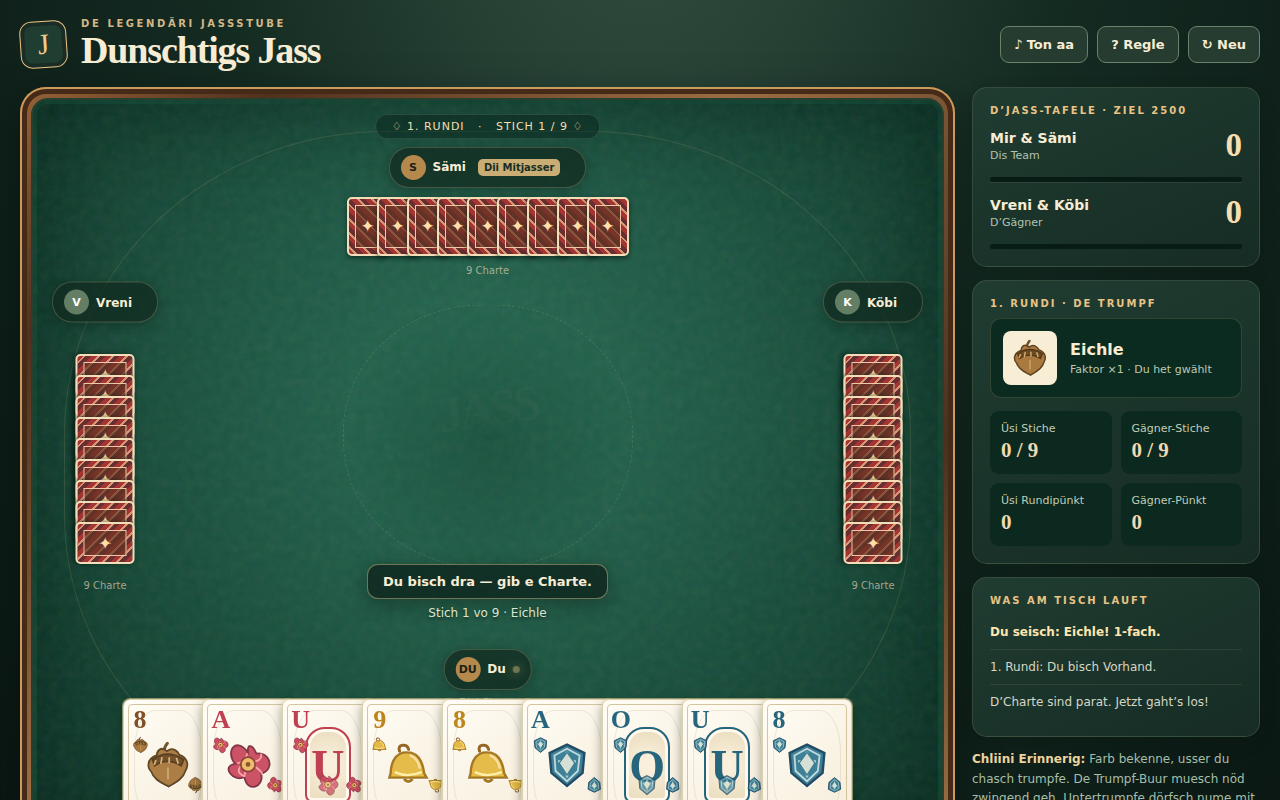 J
DE LEGENDÄRI JASSSTUBE
Dunschtigs Jass
♪ Ton aa
? Regle
↻ Neu
♢ 1. RUNDI · STICH 1 / 9 ♢
S Sämi Dii Mitjasser
9 Charte
V Vreni
K Köbi
JASS
9 Charte
9 Charte
Du bisch dra — gib e Charte.
Stich 1 vo 9 · Eichle
DU Du
8 A U 9 8 A O U 8
U O U
D’JASS-TAFELE · ZIEL 2500
Mir & Sämi 0
Dis Team
Vreni & Köbi 0
D’Gägner
1. RUNDI · DE TRUMPF
Eichle
Faktor ×1 · Du het gwählt
Üsi Stiche
0 / 9
Gägner-Stiche
0 / 9
Üsi Rundipünkt
0
Gägner-Pünkt
0
WAS AM TISCH LAUFT
Du seisch: Eichle! 1-fach.
1. Rundi: Du bisch Vorhand.
D’Charte sind parat. Jetzt gaht’s los!
Chliini Erinnerig: Farb bekenne, usser du
chasch trumpfe. De Trumpf-Buur muesch nöd
zwingend geh. Untertrumpfe dörfsch nume mit